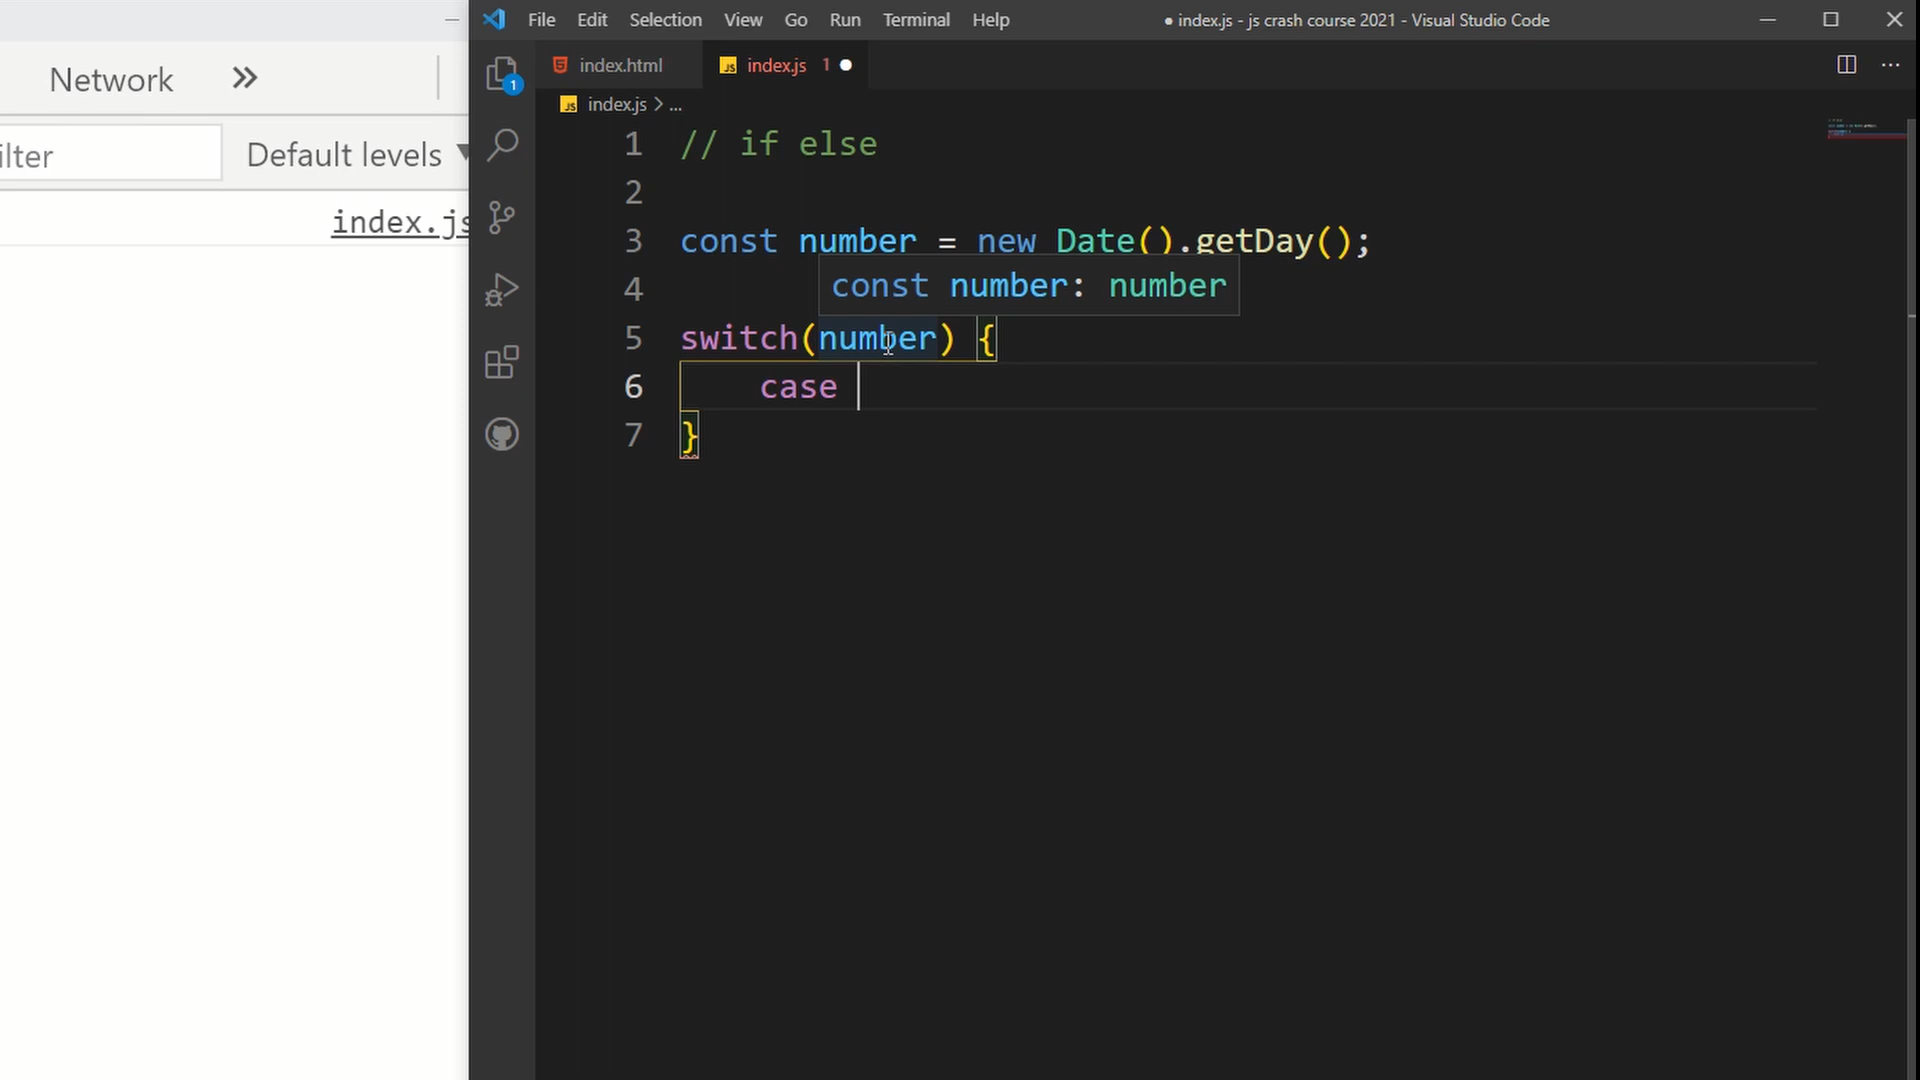 File Edit Selection View Go Run Terminal Help
● index.js - js crash course 2021 - Visual Studio Code
Network
ilter
Default levels
index.js
1
index.html
index.js 1
index.js > ...
1 // if else
2
3 const number = new Date().getDay();
const number: number
4
5 switch(number) {
6 case
7 }